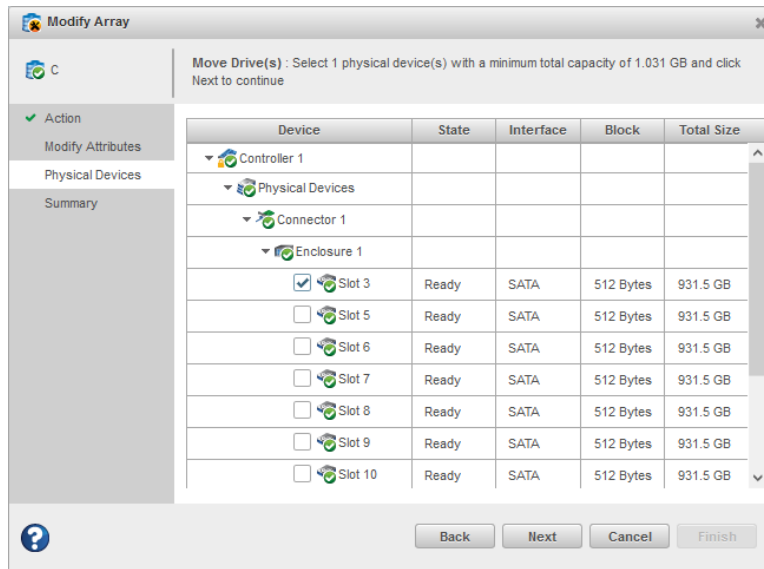 Modify Array
C
Move Drive(s) : Select 1 physical device(s) with a minimum total capacity of 1.031 GB and click
Next to continue
Action
Modify Attributes
Physical Devices
Summary
Device State Interface Block Total Size
Controller 1
Physical Devices
Connector 1
Enclosure 1
Slot 3 Ready SATA 512 Bytes 931.5 GB
Slot 5 Ready SATA 512 Bytes 931.5 GB
Slot 6 Ready SATA 512 Bytes 931.5 GB
Slot 7 Ready SATA 512 Bytes 931.5 GB
Slot 8 Ready SATA 512 Bytes 931.5 GB
Slot 9 Ready SATA 512 Bytes 931.5 GB
Slot 10 Ready SATA 512 Bytes 931.5 GB
? Back Next Cancel Finish